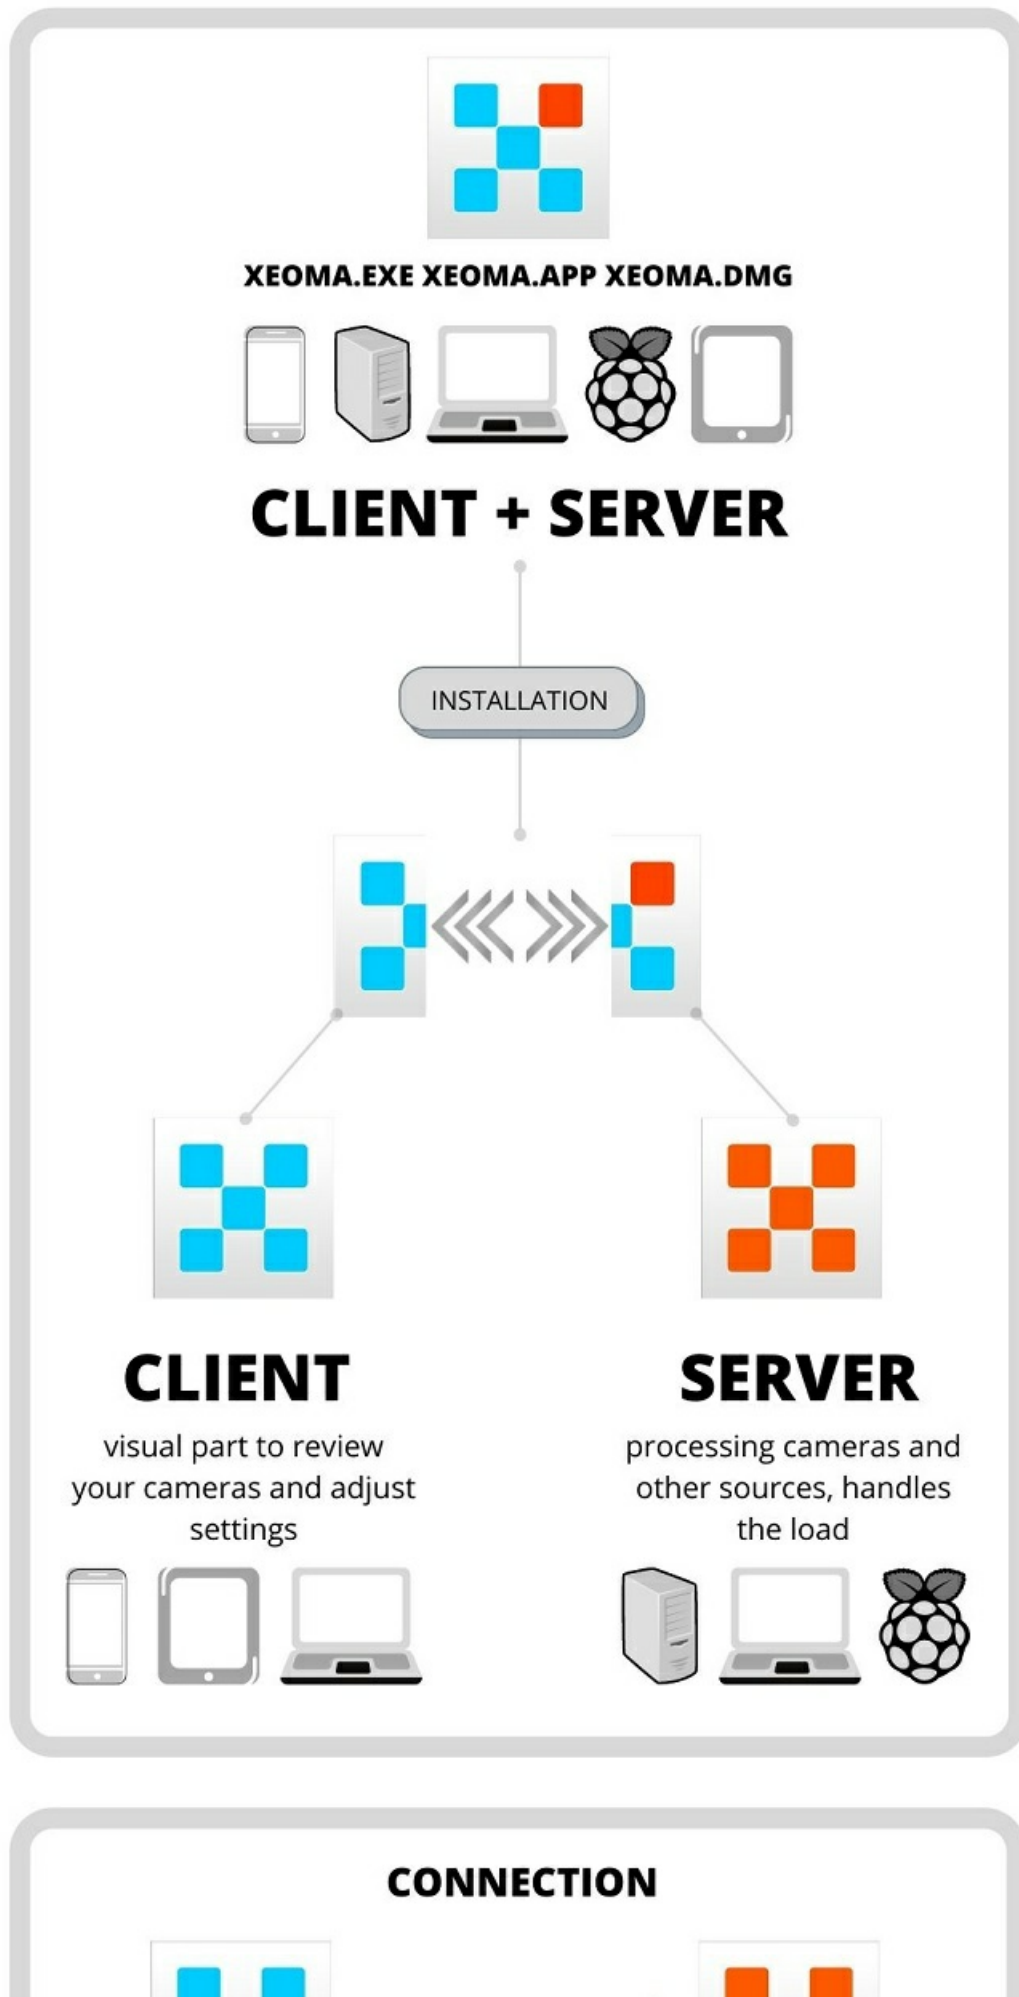 XEOMA.EXE XEOMA.APP XEOMA.DMG
CLIENT + SERVER
INSTALLATION
CLIENT
visual part to review
your cameras and adjust
settings
SERVER
processing cameras and
other sources, handles
the load
CONNECTION